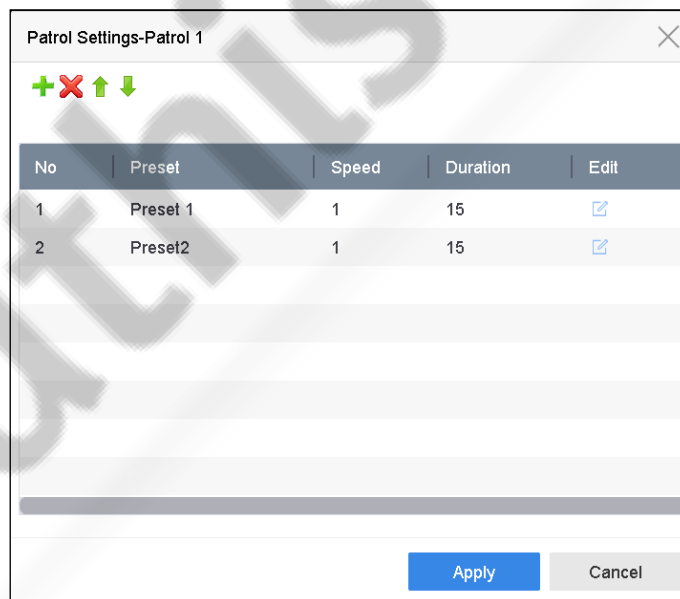 Patrol Settings-Patrol 1
No Preset Speed Duration Edit
1 Preset 1 1 15
2 Preset2 1 15
Apply Cancel